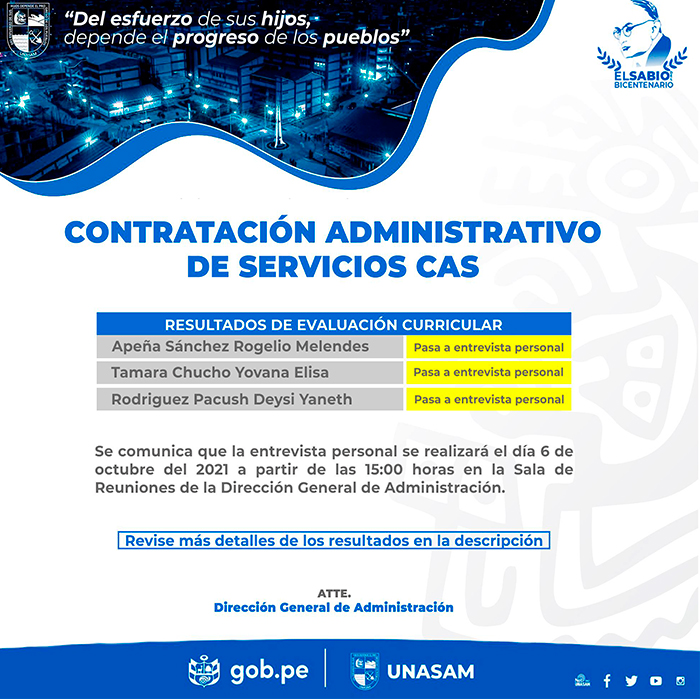 “Del esfuerzo de sus hijos,
depende el progreso de los pueblos”
UNASAM
EL SABIO
BICENTENARIO
CONTRATACIÓN ADMINISTRATIVO
DE SERVICIOS CAS
RESULTADOS DE EVALUACIÓN CURRICULAR
Apeña Sánchez Rogelio Melendes Pasa a entrevista personal
Tamara Chucho Yovana Elisa Pasa a entrevista personal
Rodriguez Pacush Deysi Yaneth Pasa a entrevista personal
Se comunica que la entrevista personal se realizará el día 6 de
octubre del 2021 a partir de las 15:00 horas en la Sala de
Reuniones de la Dirección General de Administración.
Revise más detalles de los resultados en la descripción
ATTE.
Dirección General de Administración
gob.pe UNASAM